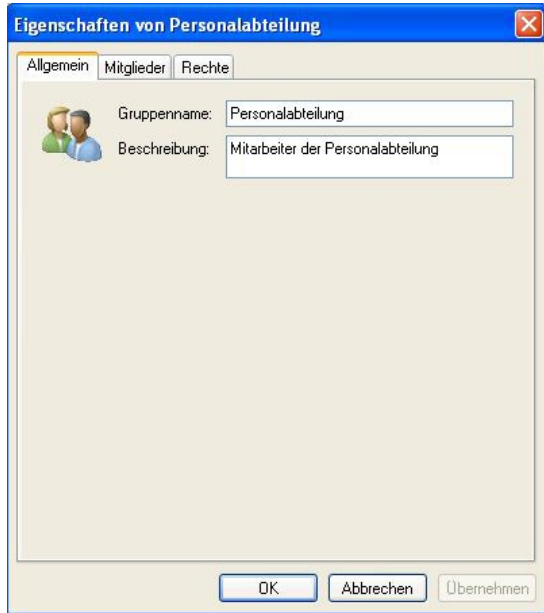 Eigenschaften von Personalabteilung
Allgemein Mitglieder Rechte
Gruppenname: Personalabteilung
Beschreibung: Mitarbeiter der Personalabteilung
OK Abbrechen Übernehmen